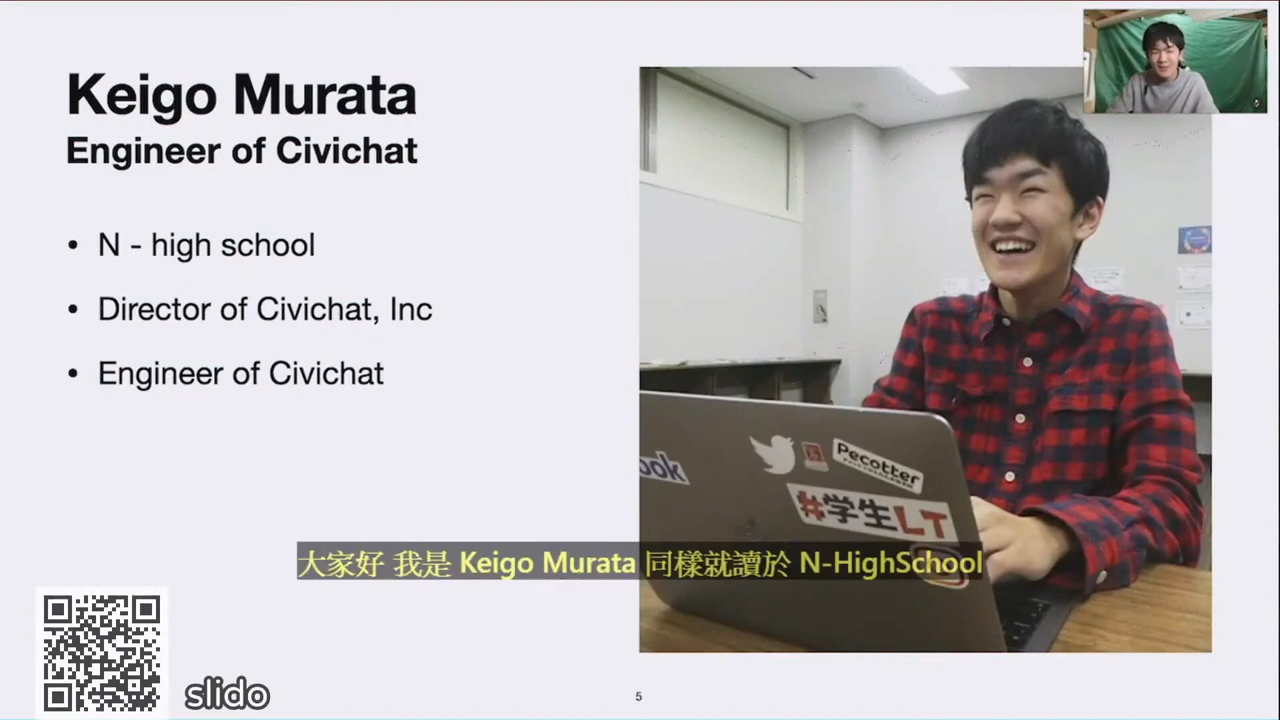 Keigo Murata
Engineer of Civichat
• N - high school
• Director of Civichat, Inc
• Engineer of Civichat
ook
Pecotter
#学生LT
大家好 我是 Keigo Murata 同樣就讀於 N-HighSchool
slido
5